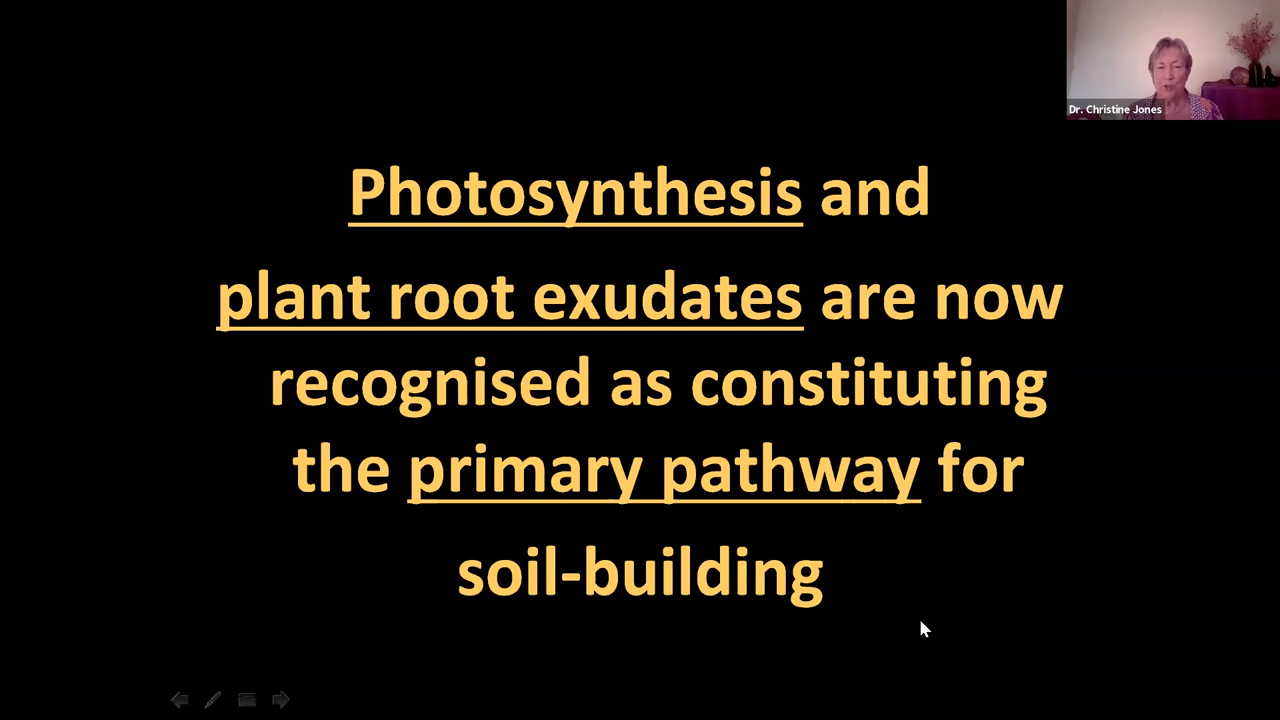 Dr. Christine Jones
Photosynthesis and
plant root exudates are now
recognised as constituting
the primary pathway for
soil-building